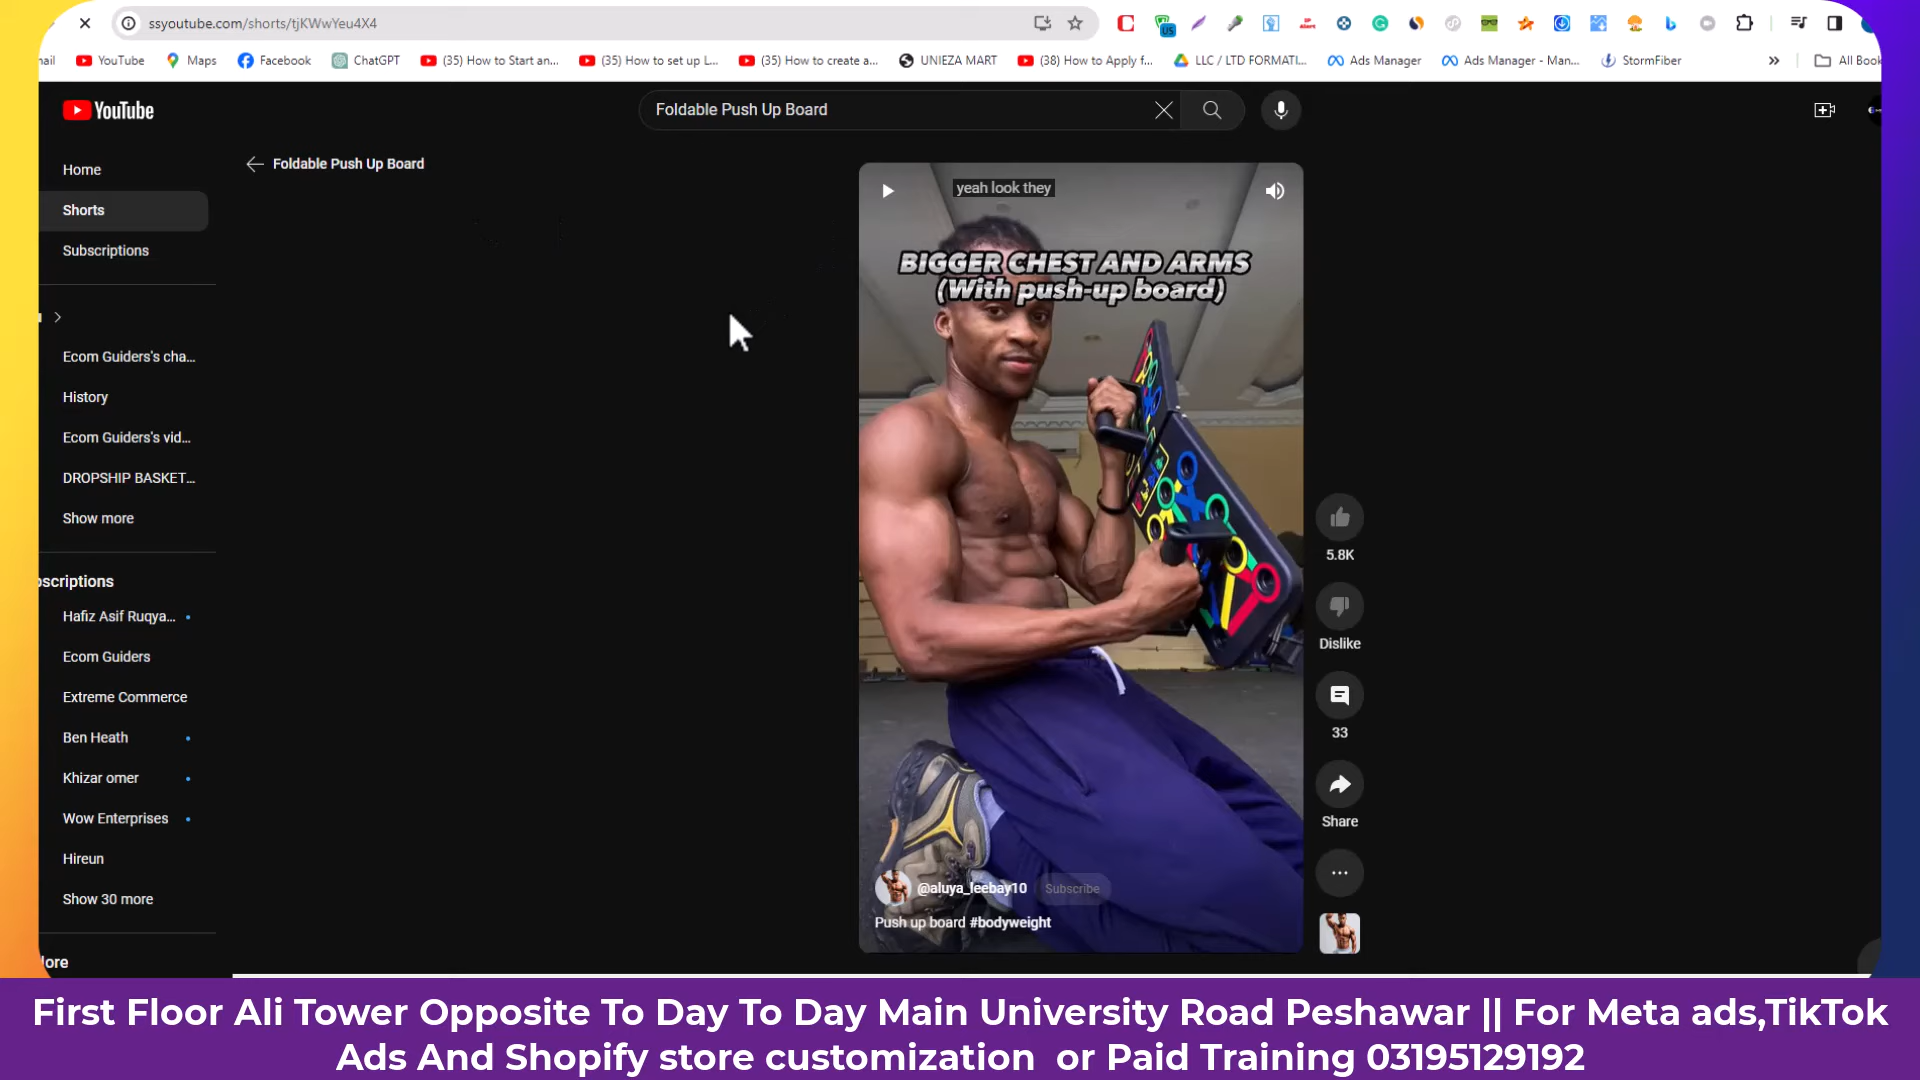 ssyoutube.com/shorts/tjKWwYeu4X4
YouTube
Maps
Facebook
ChatGPT
(35) How to Start an...
(35) How to set up L...
(35) How to create a...
UNIEZA MART
(38) How to Apply f...
LLC / LTD FORMATI...
Ads Manager
Ads Manager - Man...
StormFiber
»
All Book
YouTube
Foldable Push Up Board
Home
Shorts
Subscriptions
Foldable Push Up Board
yeah look they
BIGGER CHEST AND ARMS
(With push-up board)
Ecom Guiders's cha...
History
Ecom Guiders's vid...
DROPSHIP BASKET...
Show more
scriptions
Hafiz Asif Ruqya...
Ecom Guiders
Extreme Commerce
Ben Heath
Khizar omer
Wow Enterprises
Hireun
Show 30 more
ore
5.8K
Dislike
33
Share
@aluya_leebay10
Subscribe
Push up board #bodyweight
First Floor Ali Tower Opposite To Day To Day Main University Road Peshawar || For Meta ads,TikTok
Ads And Shopify store customization or Paid Training 03195129192